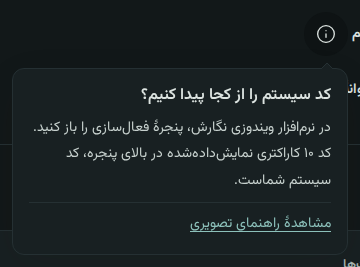 کد سیستم را از کجا پیدا کنیم؟
در نرم‌افزار ویندوزی نگارش، پنجرهٔ فعال‌سازی را باز کنید.
کد ۱۰ کاراکتری نمایش‌داده‌شده در بالای پنجره، کد
سیستم شماست.
مشاهدهٔ راهنمای تصویری